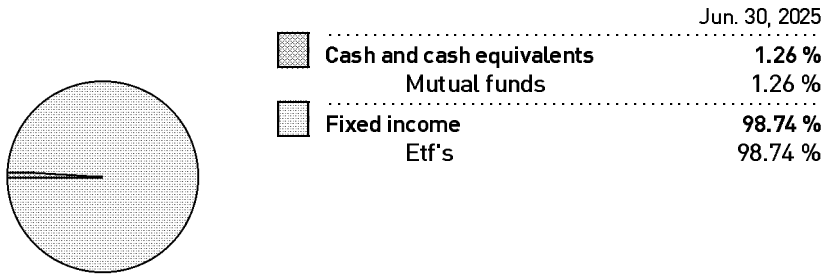 Jun. 30, 2025
Cash and cash equivalents 1.26 %
Mutual funds 1.26 %
Fixed income 98.74 %
Etf's 98.74 %